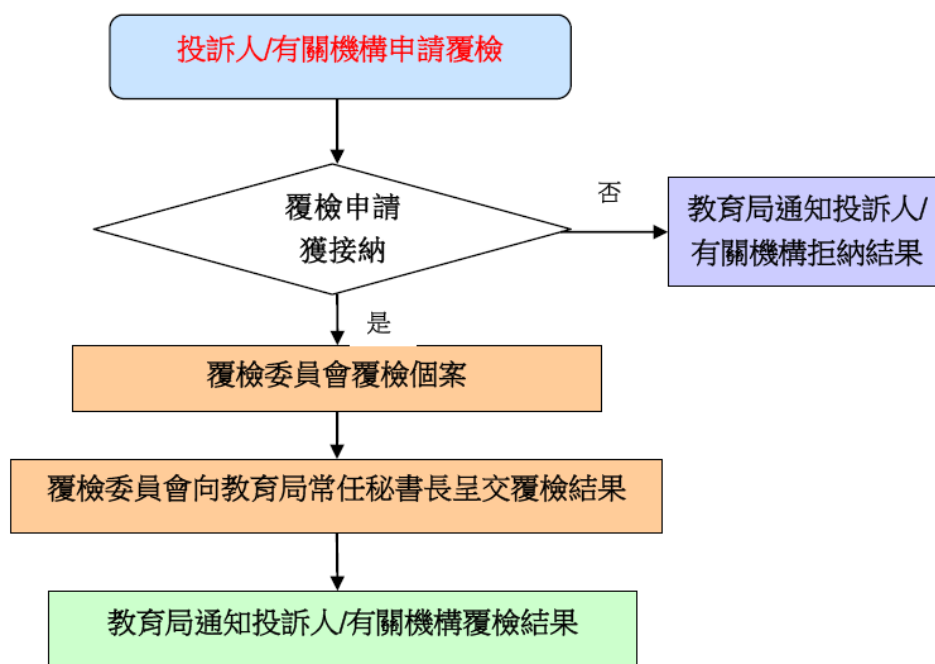 投訴人/有關機構申請覆檢
覆檢申請
獲接納
否
教育局通知投訴人/
有關機構拒納結果
是
覆檢委員會覆檢個案
覆檢委員會向教育局常任秘書長呈交覆檢結果
教育局通知投訴人/有關機構覆檢結果